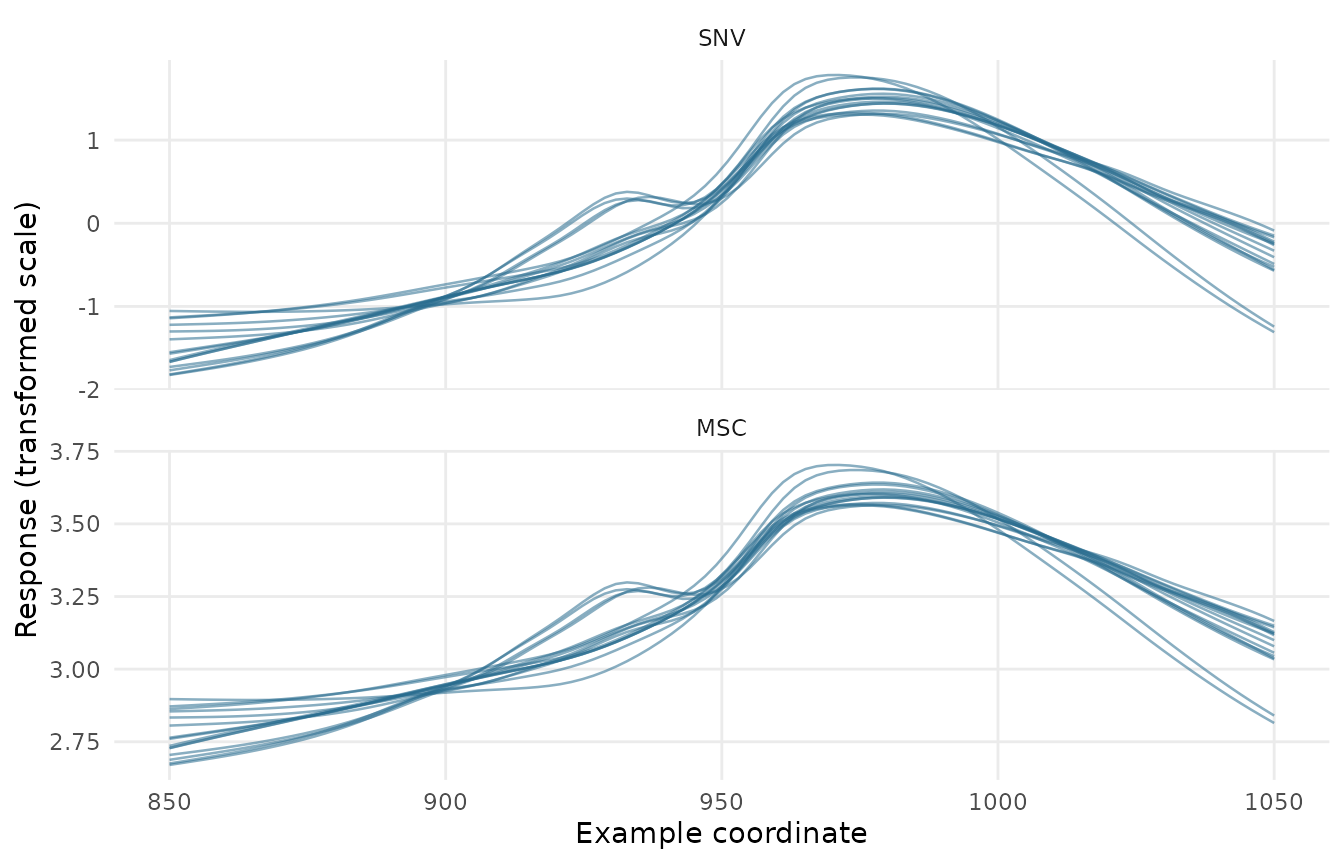 SNV
1
0
-1
-2
MSC
3.75
3.50
3.25
3.00
2.75
850 900 950 1000 1050
Example coordinate
Response (transformed scale)